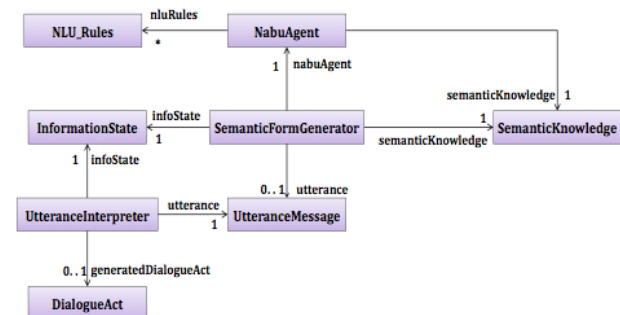 nluRules
NLU_Rules
NabuAgent
*
1 nabuAgent
semanticKnowledge 1
infoState
1
InformationState
SemanticFormGenerator
1
semanticKnowledge
SemanticKnowledge
1 infoState
0..1 utterance
utterance
1
UtteranceInterpreter
UtteranceMessage
0..1 generatedDialogueAct
DialogueAct